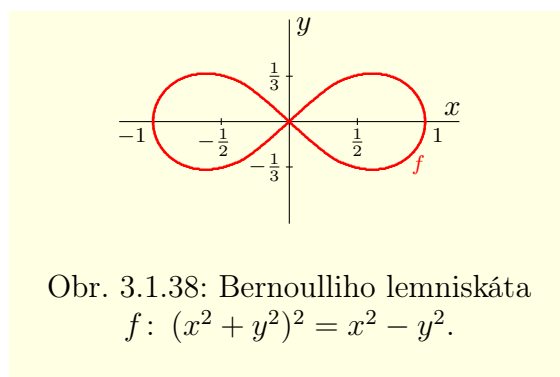 y
1/3
x
−1
−1/2
1/2
1
−1/3
f
Obr. 3.1.38: Bernoulliho lemniskáta
f: (x² + y²)² = x² − y².